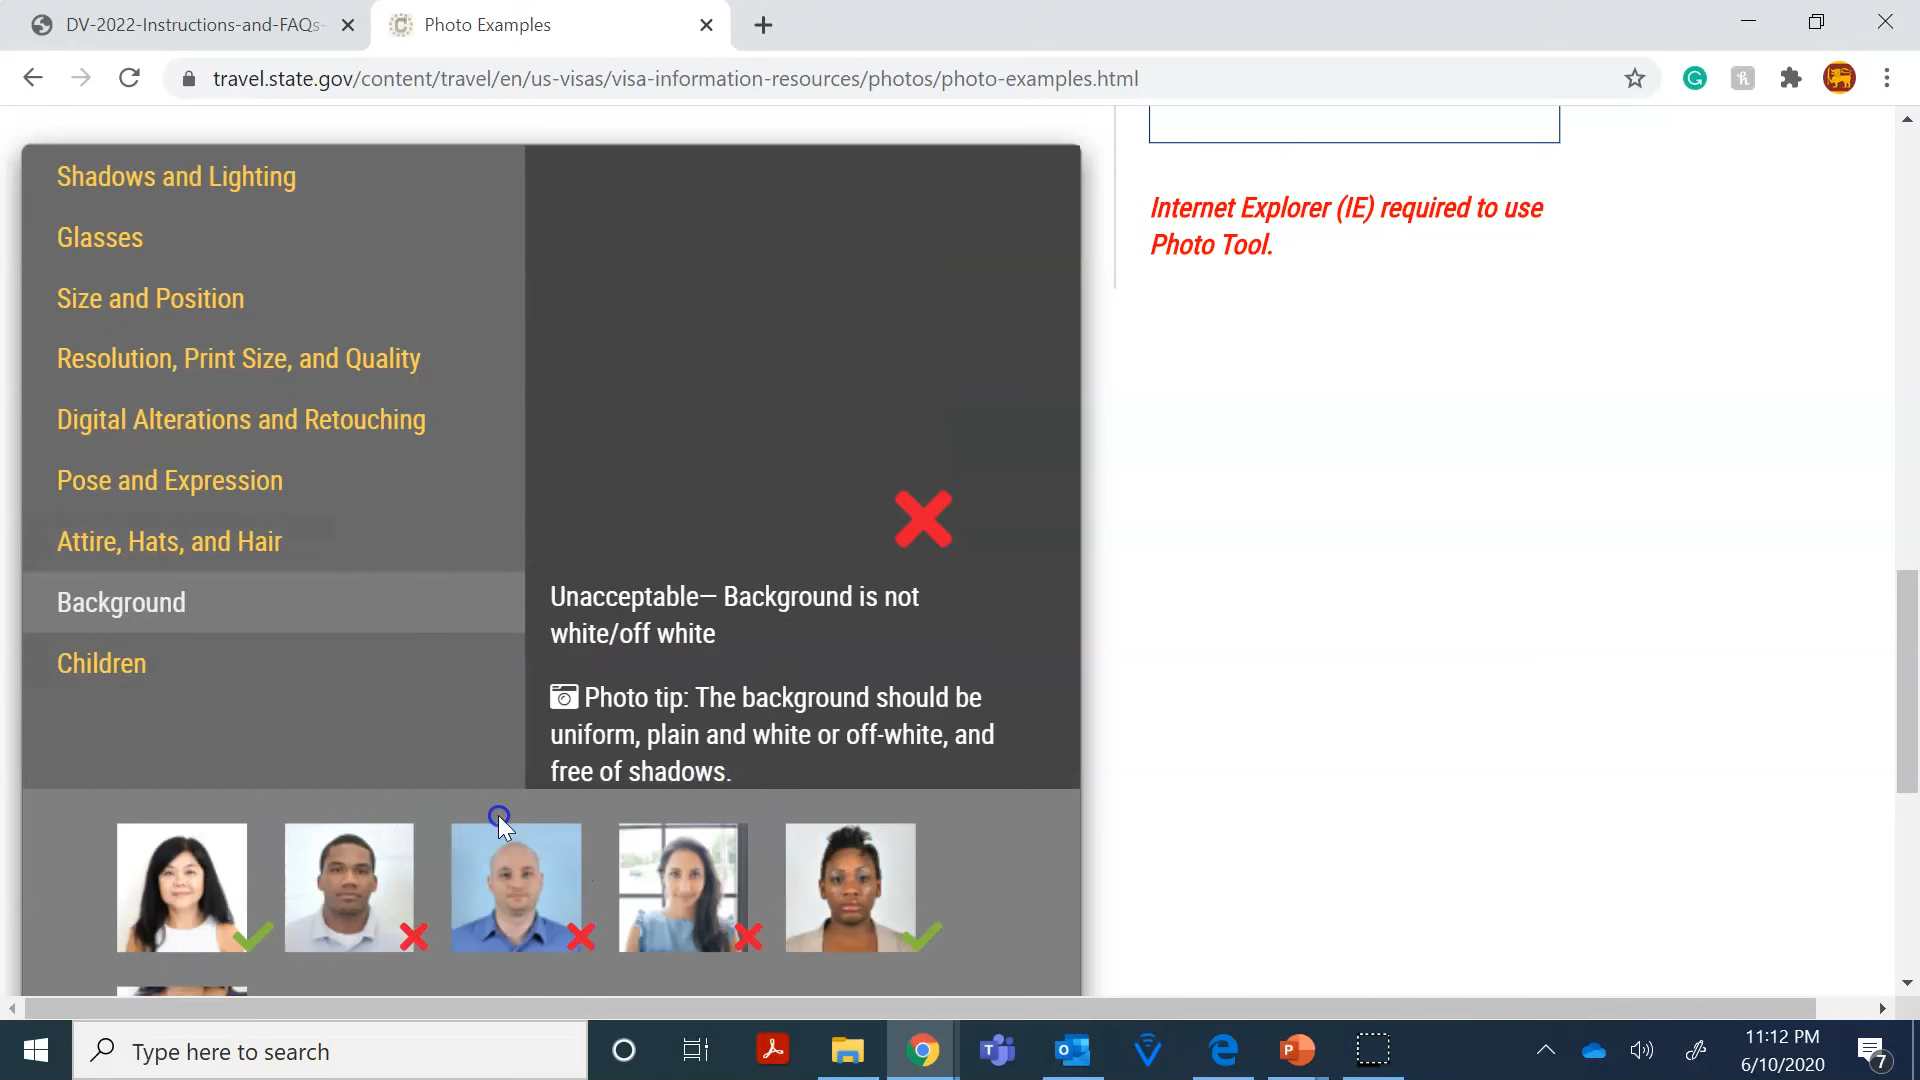 DV-2022-Instructions-and-FAQs-
Photo Examples
travel.state.gov/content/travel/en/us-visas/visa-information-resources/photos/photo-examples.html
Shadows and Lighting
Glasses
Size and Position
Resolution, Print Size, and Quality
Digital Alterations and Retouching
Pose and Expression
Attire, Hats, and Hair
Background
Children
Unacceptable— Background is not
white/off white
Photo tip: The background should be
uniform, plain and white or off-white, and
free of shadows.
Internet Explorer (IE) required to use
Photo Tool.
Type here to search
11:12 PM
6/10/2020
7